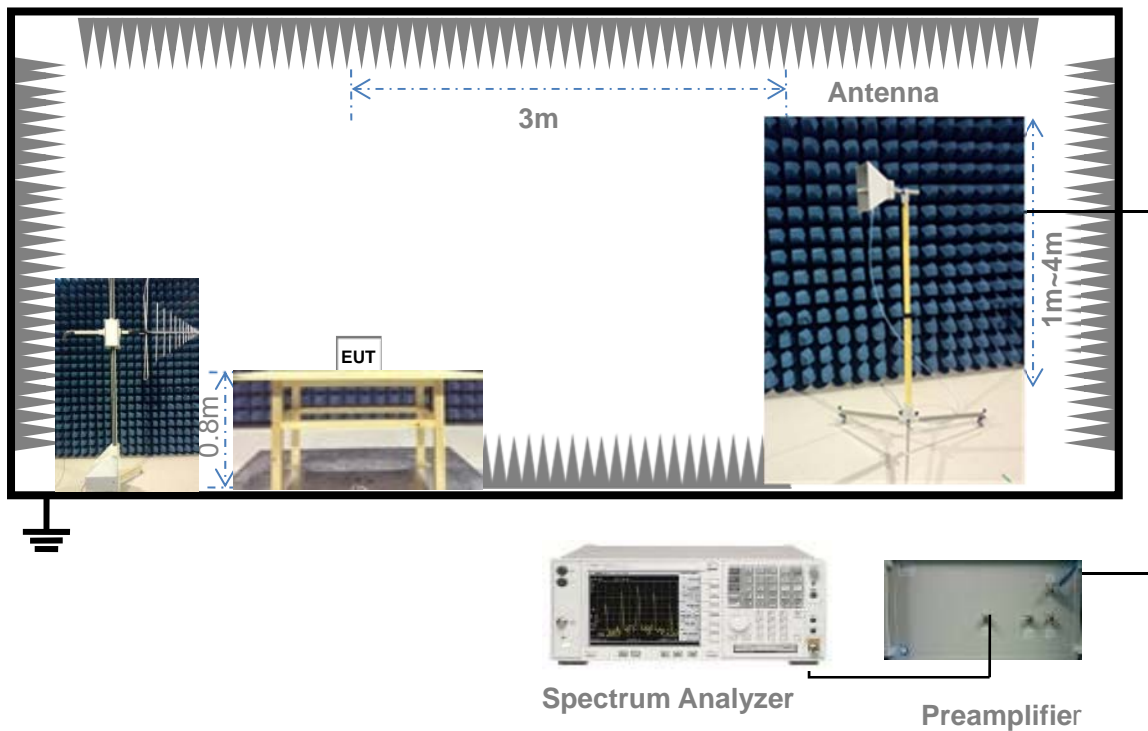 Antenna
3m
1m~4m
EUT
0.8m
Spectrum Analyzer
Preamplifier